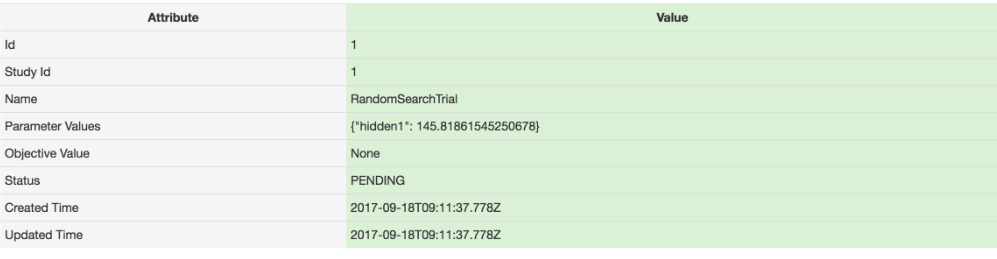 Attribute Value
Id 1
Study Id 1
Name RandomSearchTrial
Parameter Values {"hidden1": 145.81861545250678}
Objective Value None
Status PENDING
Created Time 2017-09-18T09:11:37.778Z
Updated Time 2017-09-18T09:11:37.778Z